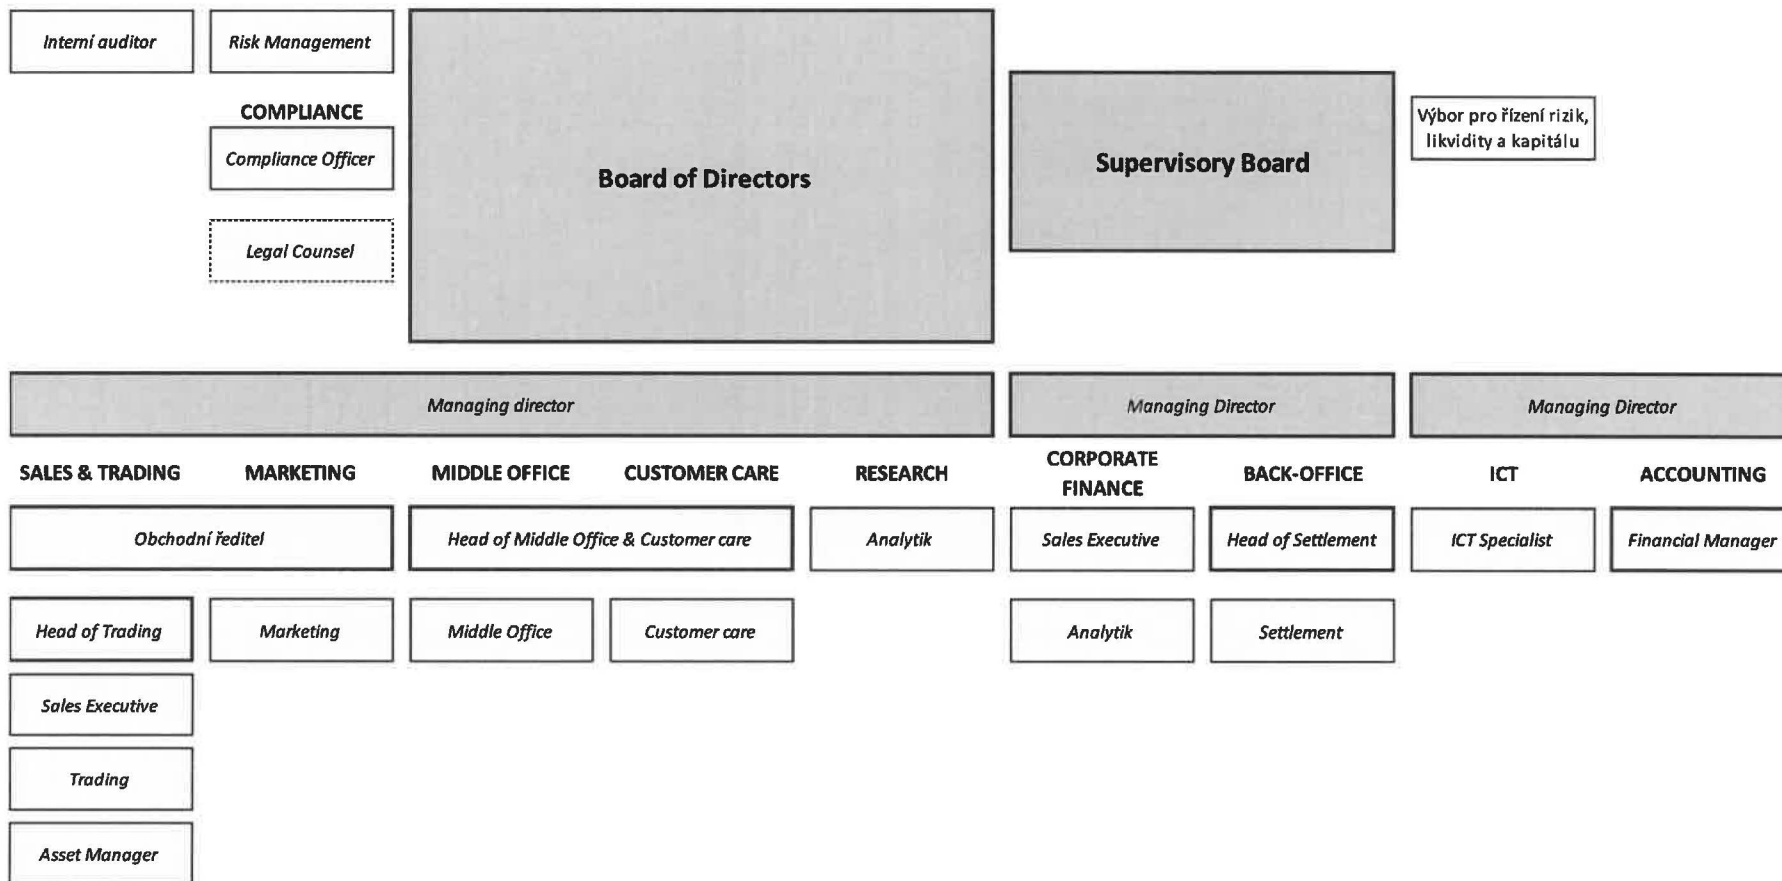 Interní auditor
Risk Management
COMPLIANCE
Compliance Officer
Legal Counsel
Board of Directors
Supervisory Board
Výbor pro řízení rizik,
likvidity a kapitálu
Managing director
Managing Director
Managing Director
SALES & TRADING
MARKETING
MIDDLE OFFICE
CUSTOMER CARE
RESEARCH
CORPORATE
FINANCE
BACK-OFFICE
ICT
ACCOUNTING
Obchodní ředitel
Head of Middle Office & Customer care
Analytik
Sales Executive
Head of Settlement
ICT Specialist
Financial Manager
Head of Trading
Marketing
Middle Office
Customer care
Analytik
Settlement
Sales Executive
Trading
Asset Manager